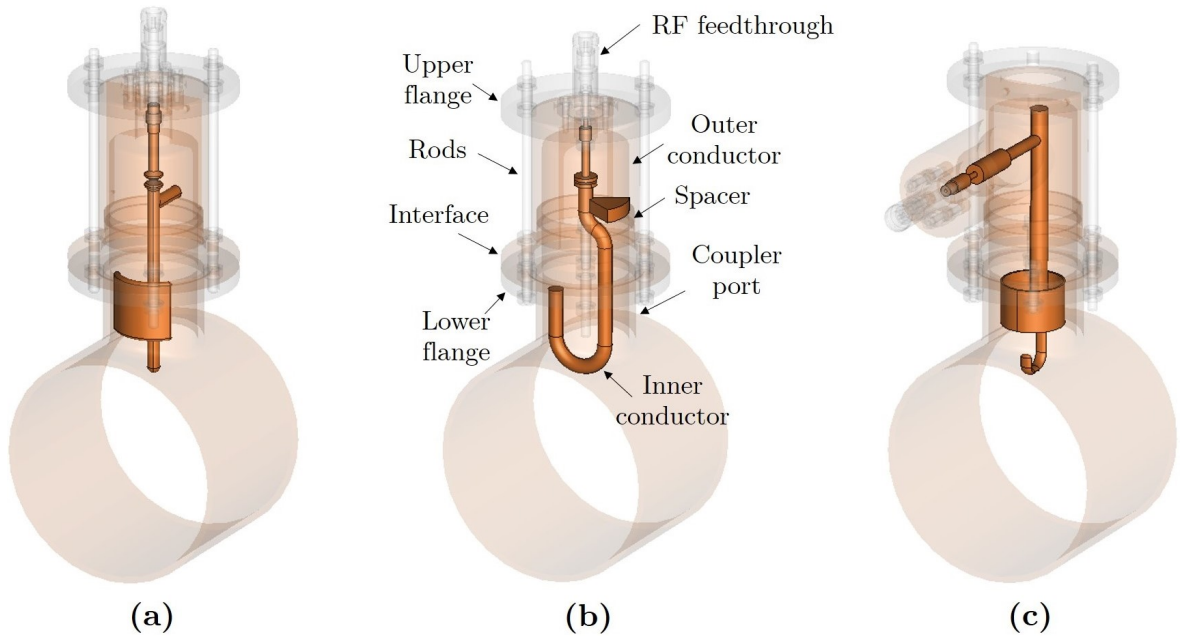 RF feedthrough
Upper
flange
Outer
conductor
Rods
Spacer
Interface
Coupler
port
Lower
flange
Inner
conductor
(a)
(b)
(c)